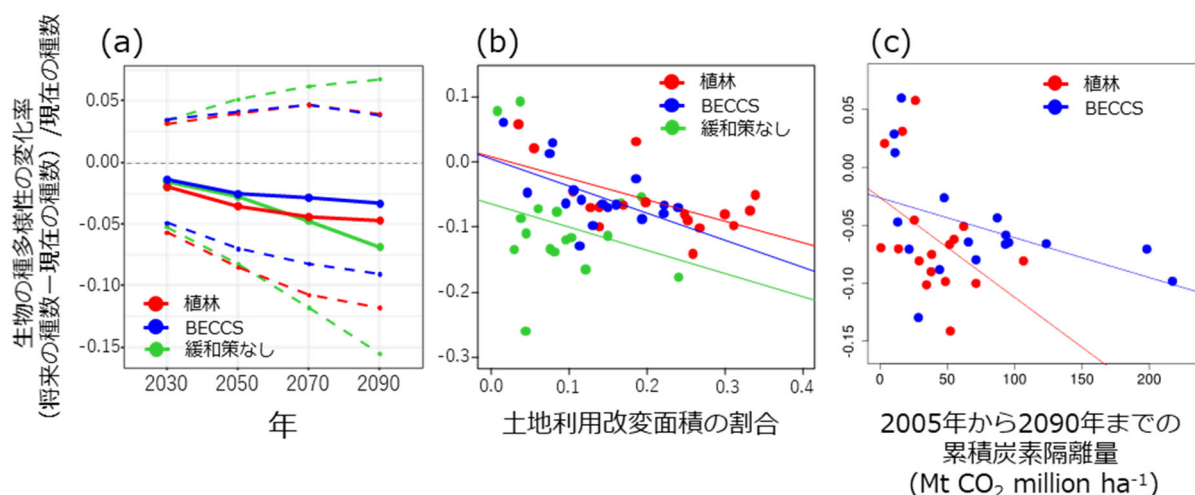 (a)
(b)
(c)
生物の種多様性の変化率
(将来の種数ー現在の種数) /現在の種数
0.05
0.00
-0.05
-0.10
-0.15
植林
BECCS
緩和策なし
2030 2050 2070 2090
年
植林
BECCS
緩和策なし
0.1
0.0
-0.1
-0.2
-0.3
0.0 0.1 0.2 0.3 0.4
土地利用改変面積の割合
植林
BECCS
0.05
0.00
-0.05
-0.10
-0.15
0 50 100 150 200
2005年から2090年までの
累積炭素隔離量
(Mt CO₂ million ha⁻¹)